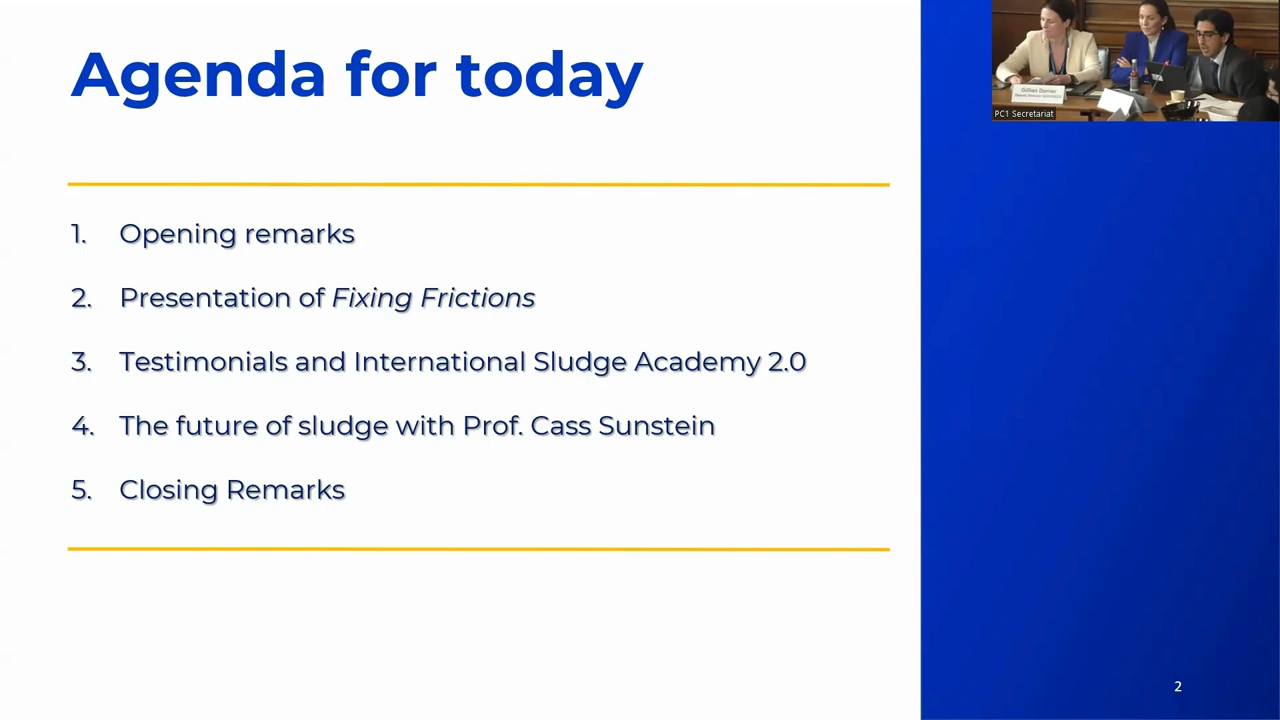 Agenda for today
1. Opening remarks
2. Presentation of Fixing Frictions
3. Testimonials and International Sludge Academy 2.0
4. The future of sludge with Prof. Cass Sunstein
5. Closing Remarks
PC1 Secretariat
2